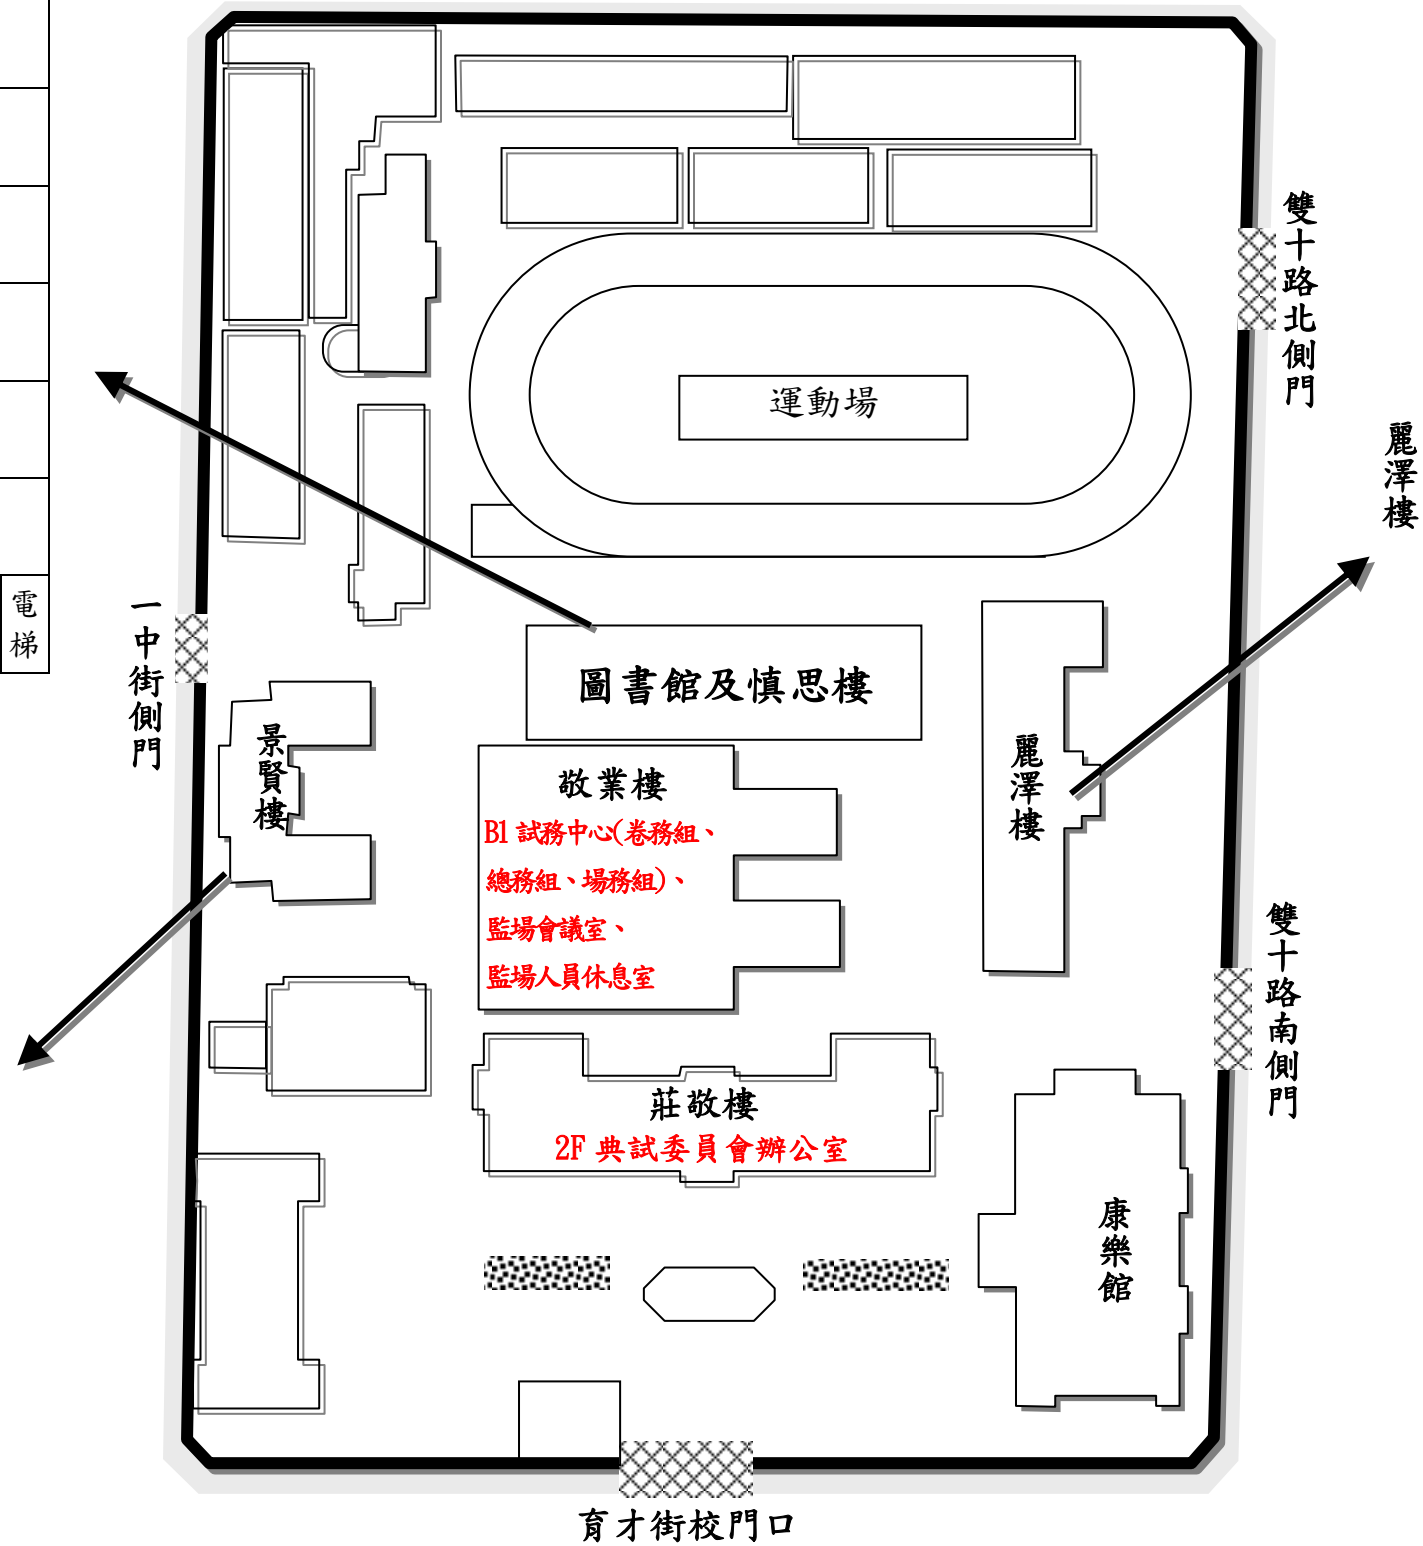 雙十路北側門
運動場
麗澤樓
電梯
一中街側門
圖書館及慎思樓
景賢樓
麗澤樓
敬業樓
B1 試務中心(卷務組、
總務組、場務組)、
監場會議室、
監場人員休息室
雙十路南側門
莊敬樓
2F 典試委員會辦公室
康樂館
育才街校門口